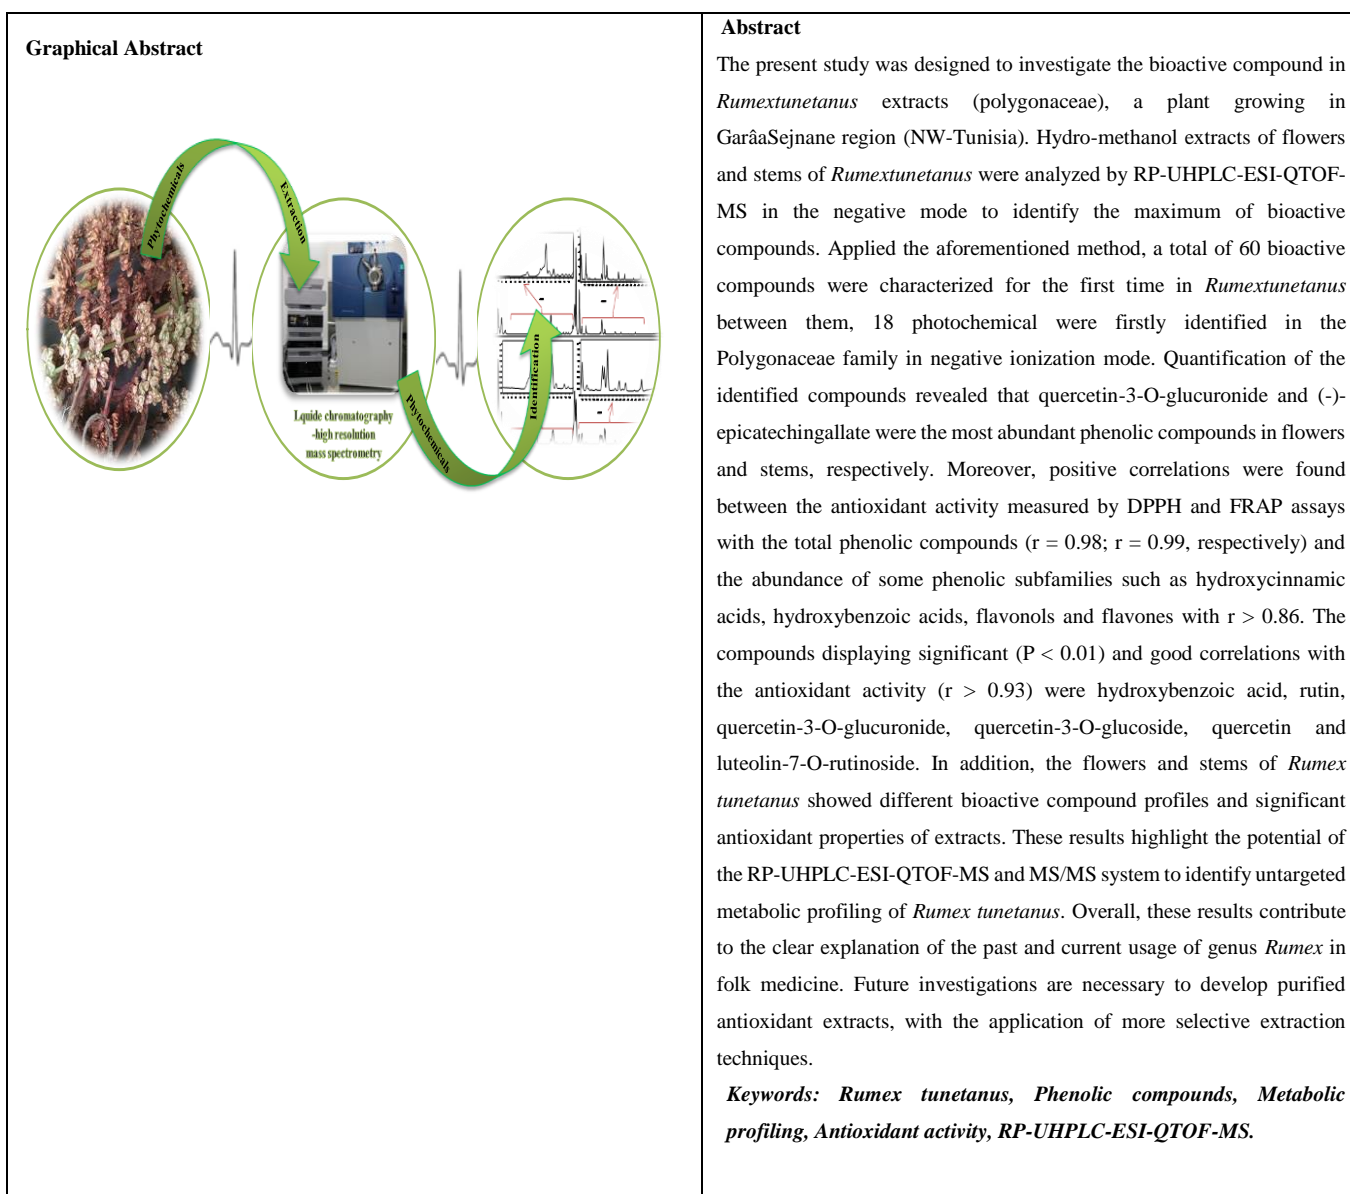 Graphical Abstract
Phytochemicals
Extraction
Lquide chromatography
-high resolution
mass spectrometry
Phytochemicals
Identification
Abstract
The present study was designed to investigate the bioactive compound in
Rumextunetanus extracts (polygonaceae), a plant growing in
GarâaSejnane region (NW-Tunisia). Hydro-methanol extracts of flowers
and stems of Rumextunetanus were analyzed by RP-UHPLC-ESI-QTOF-
MS in the negative mode to identify the maximum of bioactive
compounds. Applied the aforementioned method, a total of 60 bioactive
compounds were characterized for the first time in Rumextunetanus
between them, 18 photochemical were firstly identified in the
Polygonaceae family in negative ionization mode. Quantification of the
identified compounds revealed that quercetin-3-O-glucuronide and (-)-
epicatechingallate were the most abundant phenolic compounds in flowers
and stems, respectively. Moreover, positive correlations were found
between the antioxidant activity measured by DPPH and FRAP assays
with the total phenolic compounds (r = 0.98; r = 0.99, respectively) and
the abundance of some phenolic subfamilies such as hydroxycinnamic
acids, hydroxybenzoic acids, flavonols and flavones with r > 0.86. The
compounds displaying significant (P < 0.01) and good correlations with
the antioxidant activity (r > 0.93) were hydroxybenzoic acid, rutin,
quercetin-3-O-glucuronide, quercetin-3-O-glucoside, quercetin and
luteolin-7-O-rutinoside. In addition, the flowers and stems of Rumex
tunetanus showed different bioactive compound profiles and significant
antioxidant properties of extracts. These results highlight the potential of
the RP-UHPLC-ESI-QTOF-MS and MS/MS system to identify untargeted
metabolic profiling of Rumex tunetanus. Overall, these results contribute
to the clear explanation of the past and current usage of genus Rumex in
folk medicine. Future investigations are necessary to develop purified
antioxidant extracts, with the application of more selective extraction
techniques.
Keywords: Rumex tunetanus, Phenolic compounds, Metabolic
profiling, Antioxidant activity, RP-UHPLC-ESI-QTOF-MS.